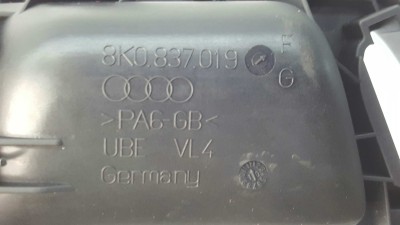 8K0.837.019 F
G
>PA6-GB<
UBE VL4
Germany